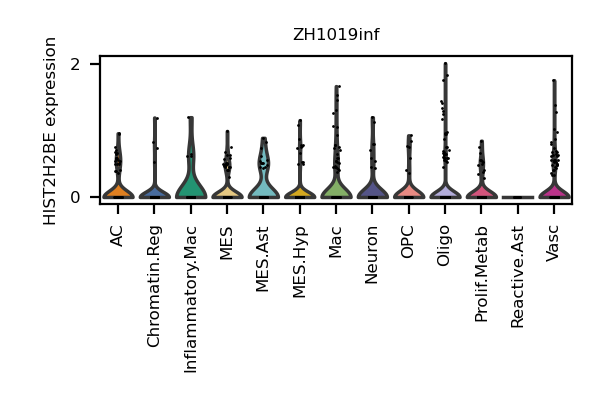 ZH1019inf
HIST2H2BE expression
2
0
AC
Chromatin.Reg
Inflammatory.Mac
MES
MES.Ast
MES.Hyp
Mac
Neuron
OPC
Oligo
Prolif.Metab
Reactive.Ast
Vasc